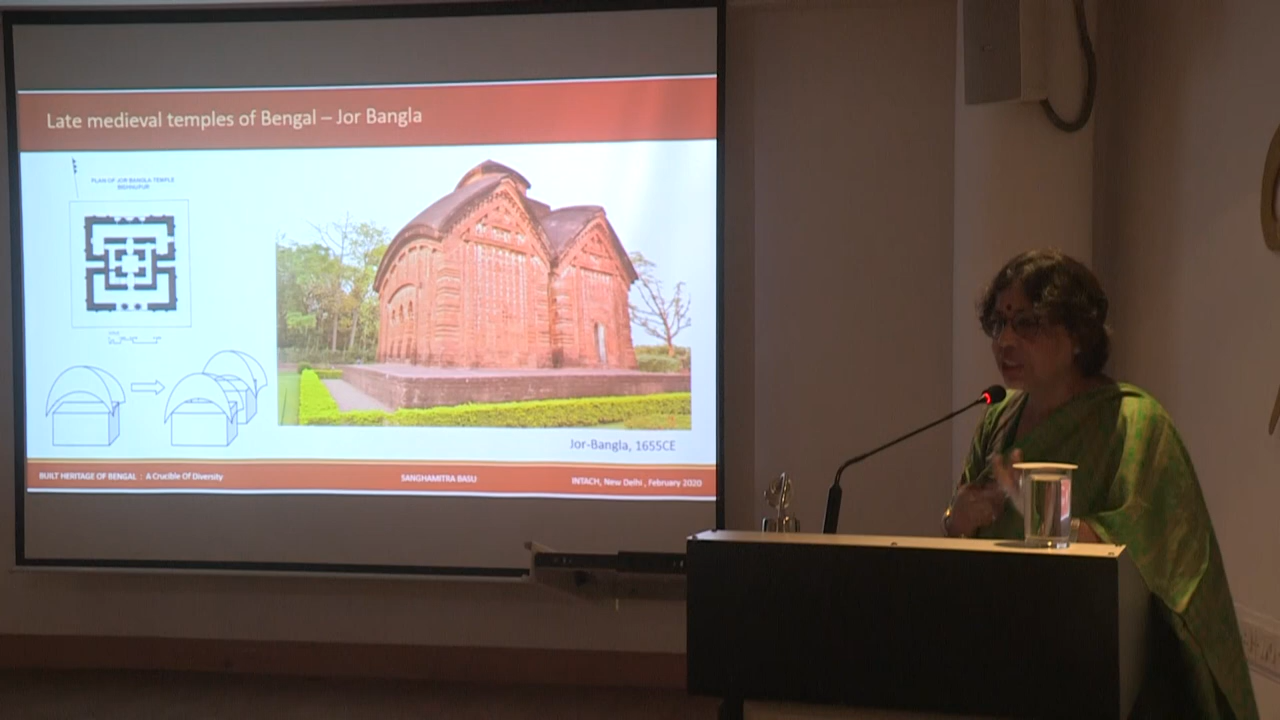 Late medieval temples of Bengal – Jor Bangla
PLAN OF JOR BANGLA TEMPLE
BISHNUPUR
Jor-Bangla, 1655CE
BUILT HERITAGE OF BENGAL : A Crucible Of Diversity
SANGHAMITRA BASU
INTACH, New Delhi , February 2020